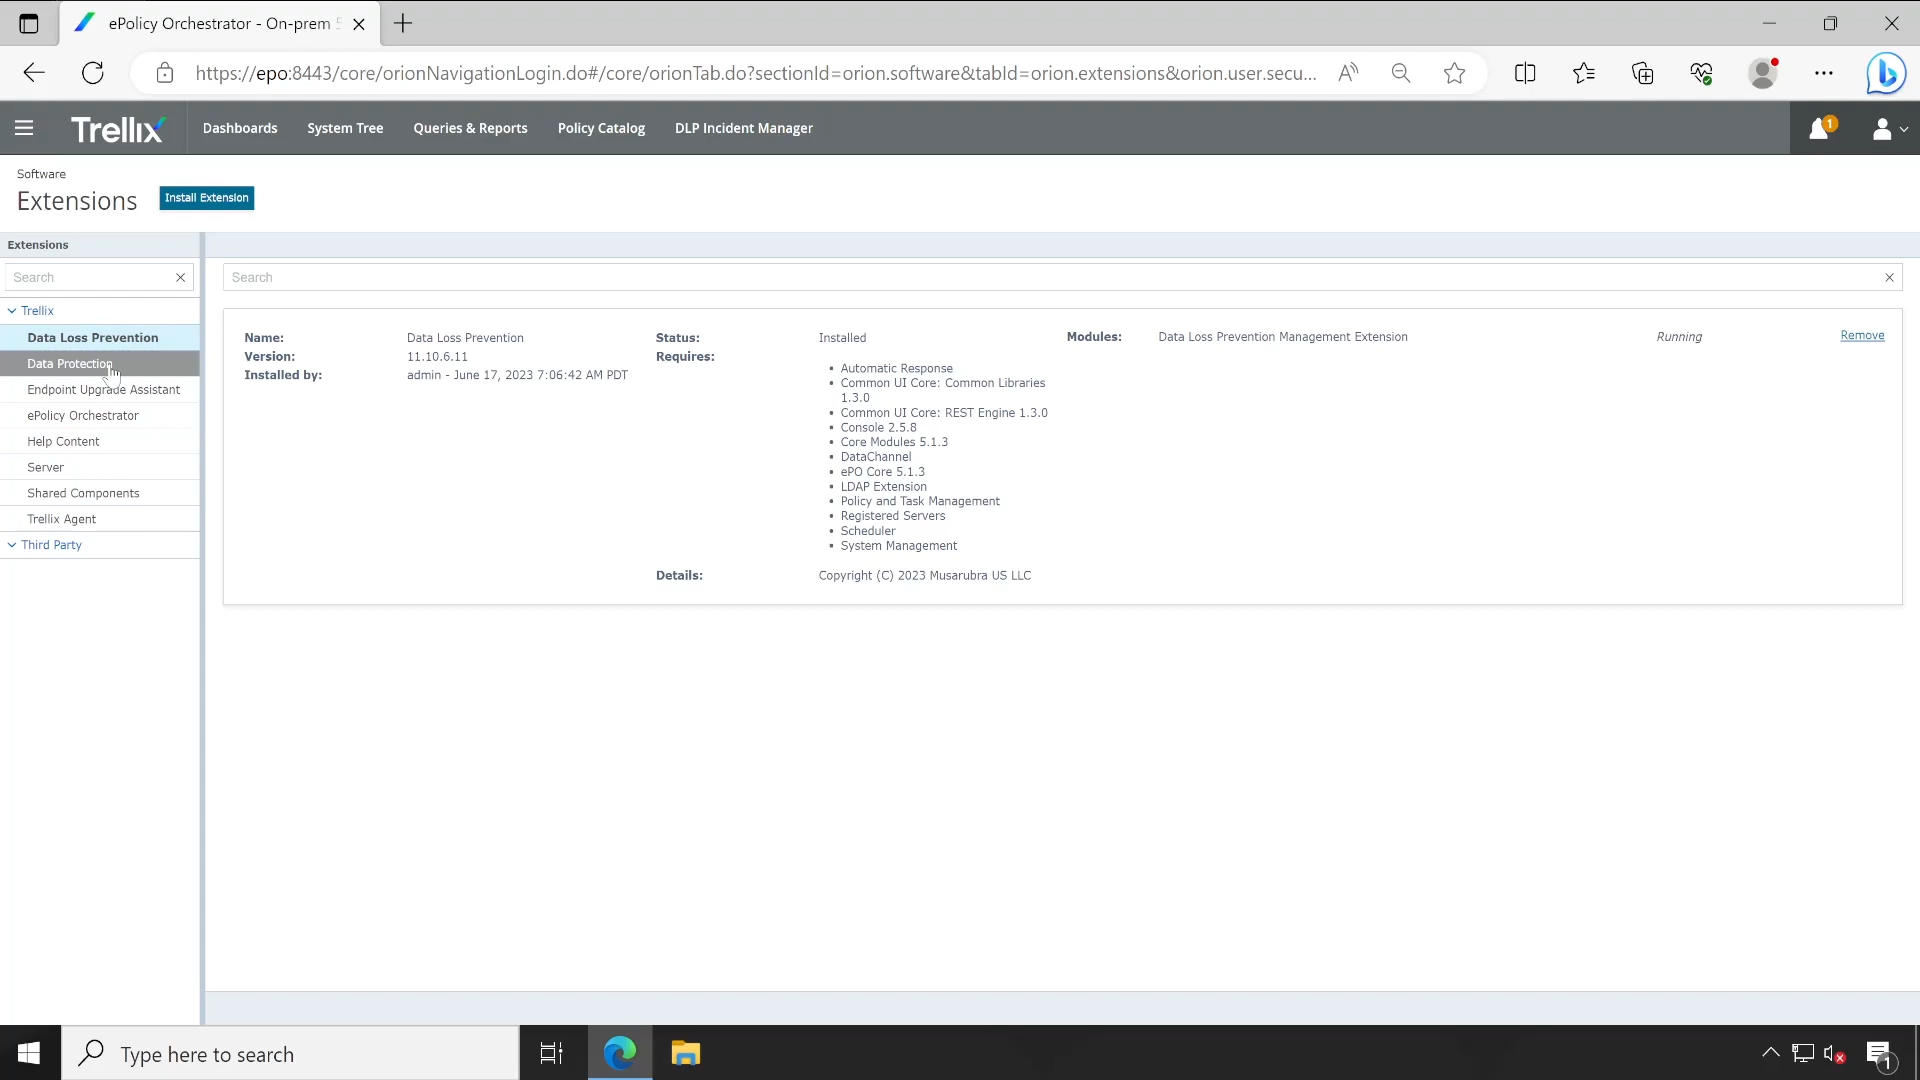 ePolicy Orchestrator - On-prem 5
https://epo:8443/core/orionNavigationLogin.do#/core/orionTab.do?sectionId=orion.software&tabId=orion.extensions&orion.user.secu...
Trellix
Dashboards
System Tree
Queries & Reports
Policy Catalog
DLP Incident Manager
1
Software
Extensions
Install Extension
Extensions
Search
Search
Trellix
Data Loss Prevention
Data Protection
Endpoint Upgrade Assistant
ePolicy Orchestrator
Help Content
Server
Shared Components
Trellix Agent
Third Party
Name: Data Loss Prevention
Version: 11.10.6.11
Installed by: admin - June 17, 2023 7:06:42 AM PDT
Status: Installed
Requires:
• Automatic Response
• Common UI Core: Common Libraries
1.3.0
• Common UI Core: REST Engine 1.3.0
• Console 2.5.8
• Core Modules 5.1.3
• DataChannel
• ePO Core 5.1.3
• LDAP Extension
• Policy and Task Management
• Registered Servers
• Scheduler
• System Management
Details: Copyright (C) 2023 Musarubra US LLC
Modules: Data Loss Prevention Management Extension Running
Remove
Type here to search
1